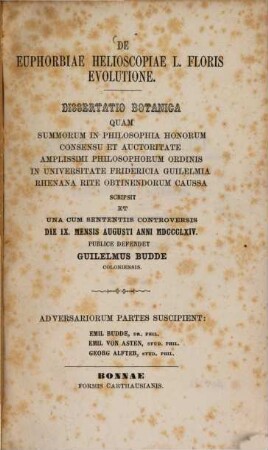 DE
EUPHORBIAE HELIOSCOPIAE L. FLORIS
EVOLUTIONE.
DISSERTATIO BOTANICA
QUAM
SUMMORUM IN PHILOSOPHIA HONORUM
CONSENSU ET AUCTORITATE
AMPLISSIMI PHILOSOPHORUM ORDINIS
IN UNIVERSITATE FRIDERICIA GUILELMIA
RHENANA RITE OBTINENDORUM CAUSSA
SCRIPSIT
ET
UNA CUM SENTENTIIS CONTROVERSIS
DIE IX. MENSIS AUGUSTI ANNI MDCCCLXIV.
PUBLICE DEFENDET
GUILELMUS BUDDE
COLONIENSIS.
ADVERSARIORUM PARTES SUSCIPIENT:
EMIL BUDDE, DR. PHIL.
EMIL VON ASTEN, STUD. PHIL.
GEORG ALFTER, STUD. PHIL.
BONNAE
FORMIS CARTHAUSIANIS.